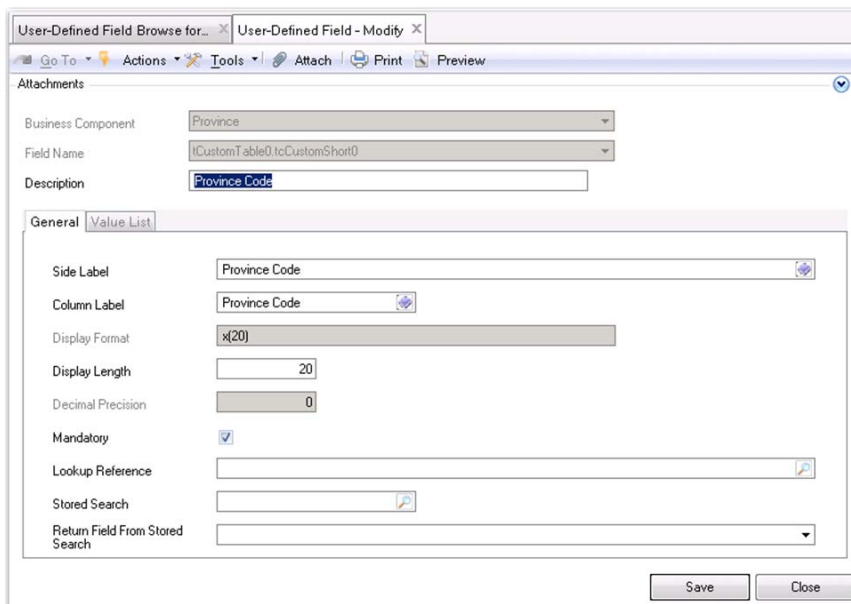 User-Defined Field Browse for...
User-Defined Field - Modify
Go To Actions Tools Attach Print Preview
Attachments
Business Component Province
Field Name tCustomTable0.tcCustomShort0
Description Province Code
General Value List
Side Label Province Code
Column Label Province Code
Display Format x(20)
Display Length 20
Decimal Precision 0
Mandatory
Lookup Reference
Stored Search
Return Field From Stored
Search
Save Close